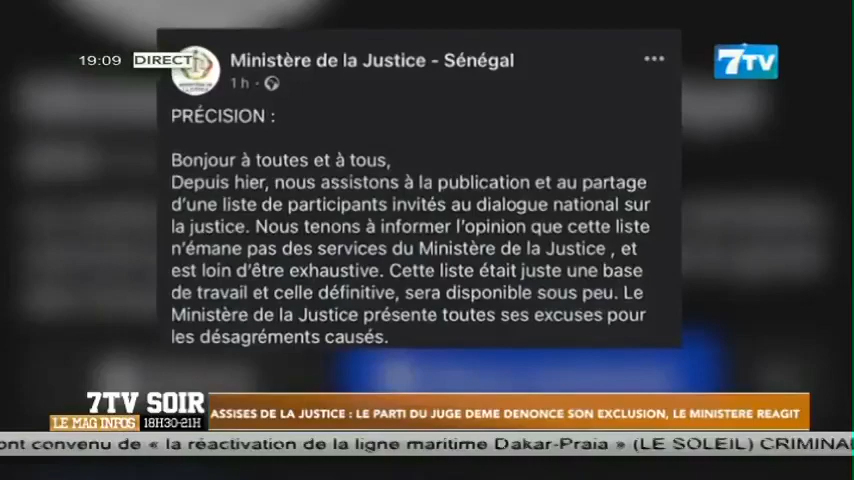 19:09 DIRECT
Ministère de la Justice - Sénégal
1 h ·
7TV
PRÉCISION :
Bonjour à toutes et à tous,
Depuis hier, nous assistons à la publication et au partage
d'une liste de participants invités au dialogue national sur
la justice. Nous tenons à informer l'opinion que cette liste
n'émane pas des services du Ministère de la Justice , et
est loin d'être exhaustive. Cette liste était juste une base
de travail et celle définitive, sera disponible sous peu. Le
Ministère de la Justice présente toutes ses excuses pour
les désagréments causés.
7TV SOIR
LE MAG INFOS 18H30-21H
ASSISES DE LA JUSTICE : LE PARTI DU JUGE DEME DENONCE SON EXCLUSION, LE MINISTERE REAGIT
ont convenu de « la réactivation de la ligne maritime Dakar-Praia » (LE SOLEIL) CRIMINA